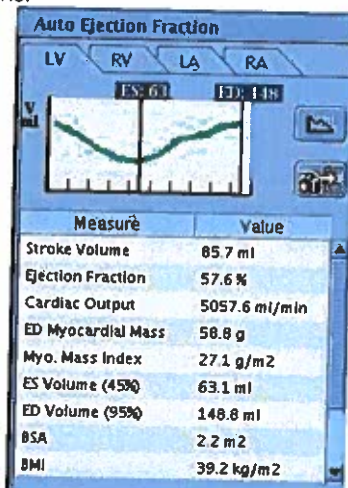 Auto Ejection Fraction
LV RV LA RA
ES: 63 ED: 148
V
ml
Measure Value
Stroke Volume 85.7 ml
Ejection Fraction 57.6 %
Cardiac Output 5057.6 ml/min
ED Myocardial Mass 58.8 g
Myo. Mass Index 27.1 g/m2
ES Volume (45%) 63.1 ml
ED Volume (95%) 148.8 ml
BSA 2.2 m2
BMI 39.2 kg/m2